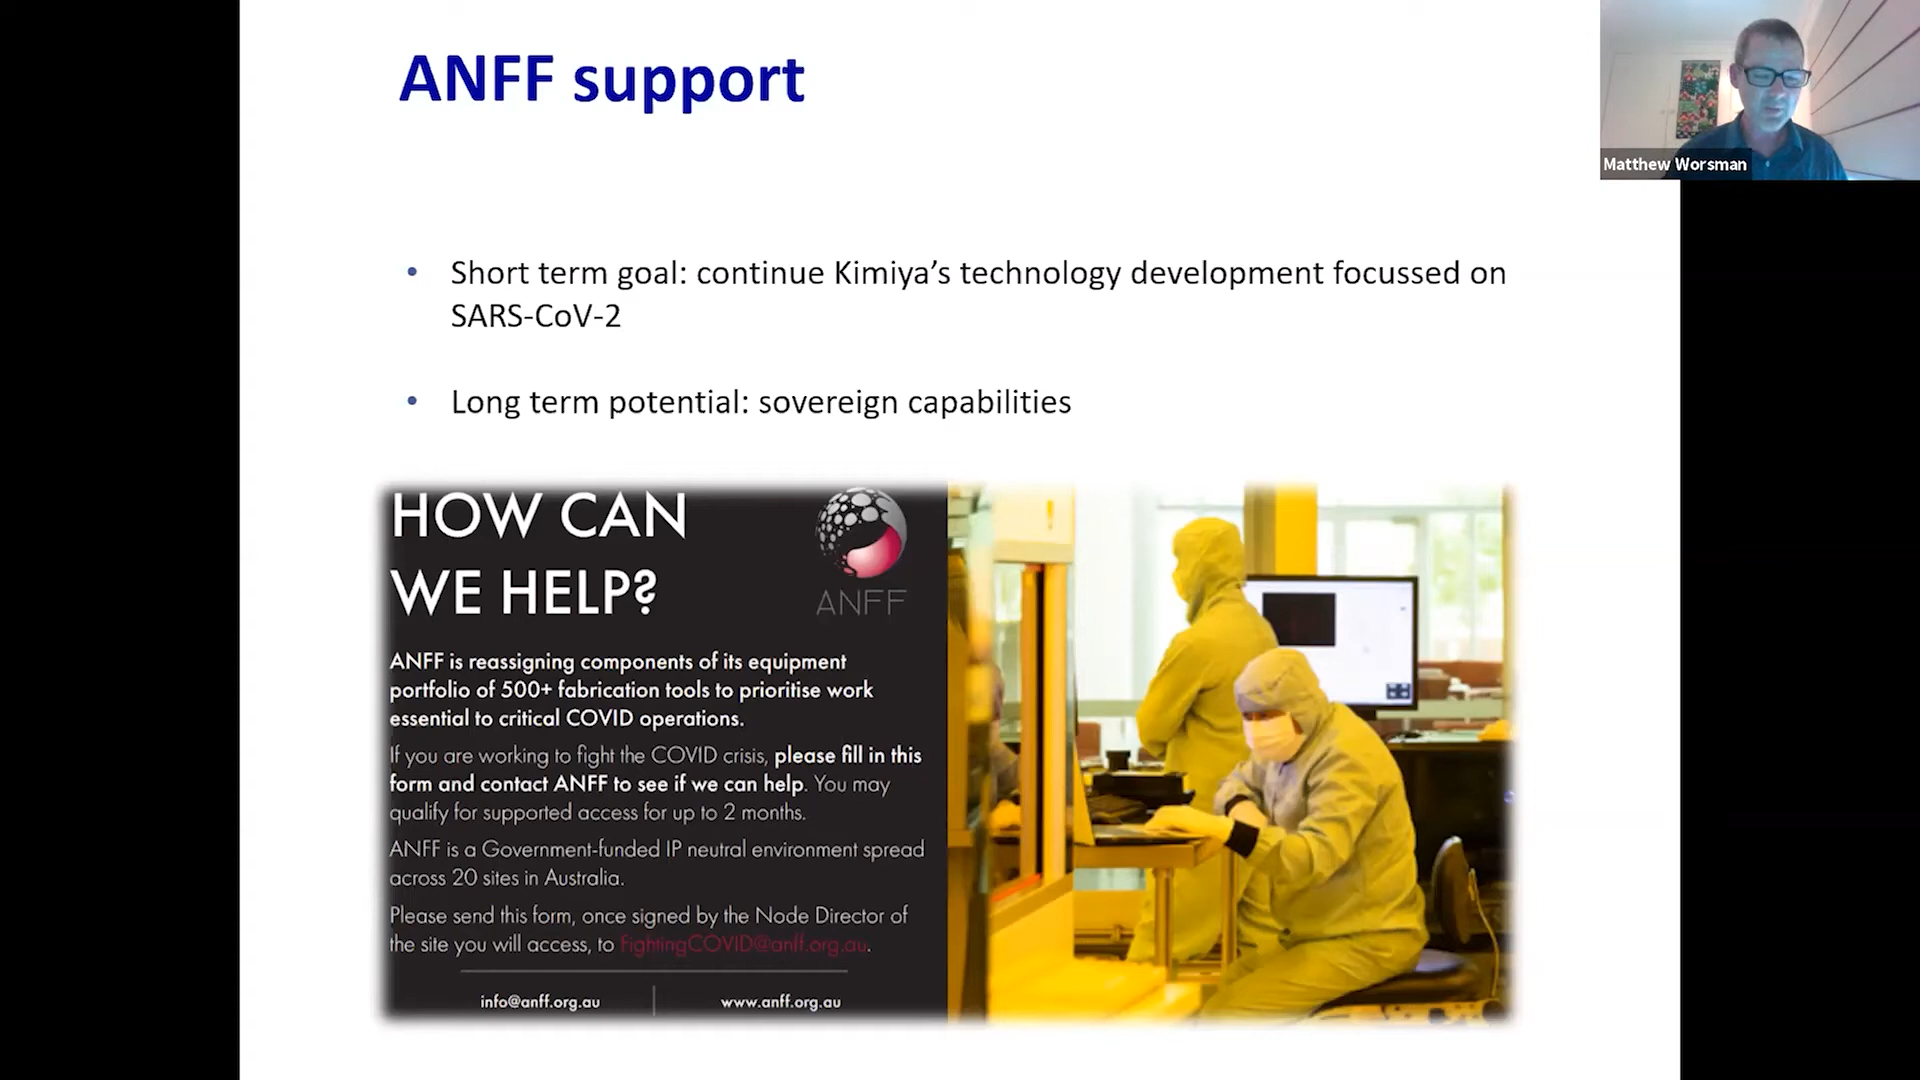 ANFF support
Matthew Worsman
• Short term goal: continue Kimiya’s technology development focussed on
SARS-CoV-2
• Long term potential: sovereign capabilities
HOW CAN
WE HELP?
ANFF
ANFF is reassigning components of its equipment
portfolio of 500+ fabrication tools to prioritise work
essential to critical COVID operations.
If you are working to fight the COVID crisis, please fill in this
form and contact ANFF to see if we can help. You may
qualify for supported access for up to 2 months.
ANFF is a Government-funded IP neutral environment spread
across 20 sites in Australia.
Please send this form, once signed by the Node Director of
the site you will access, to FightingCOVID@anff.org.au.
info@anff.org.au
www.anff.org.au